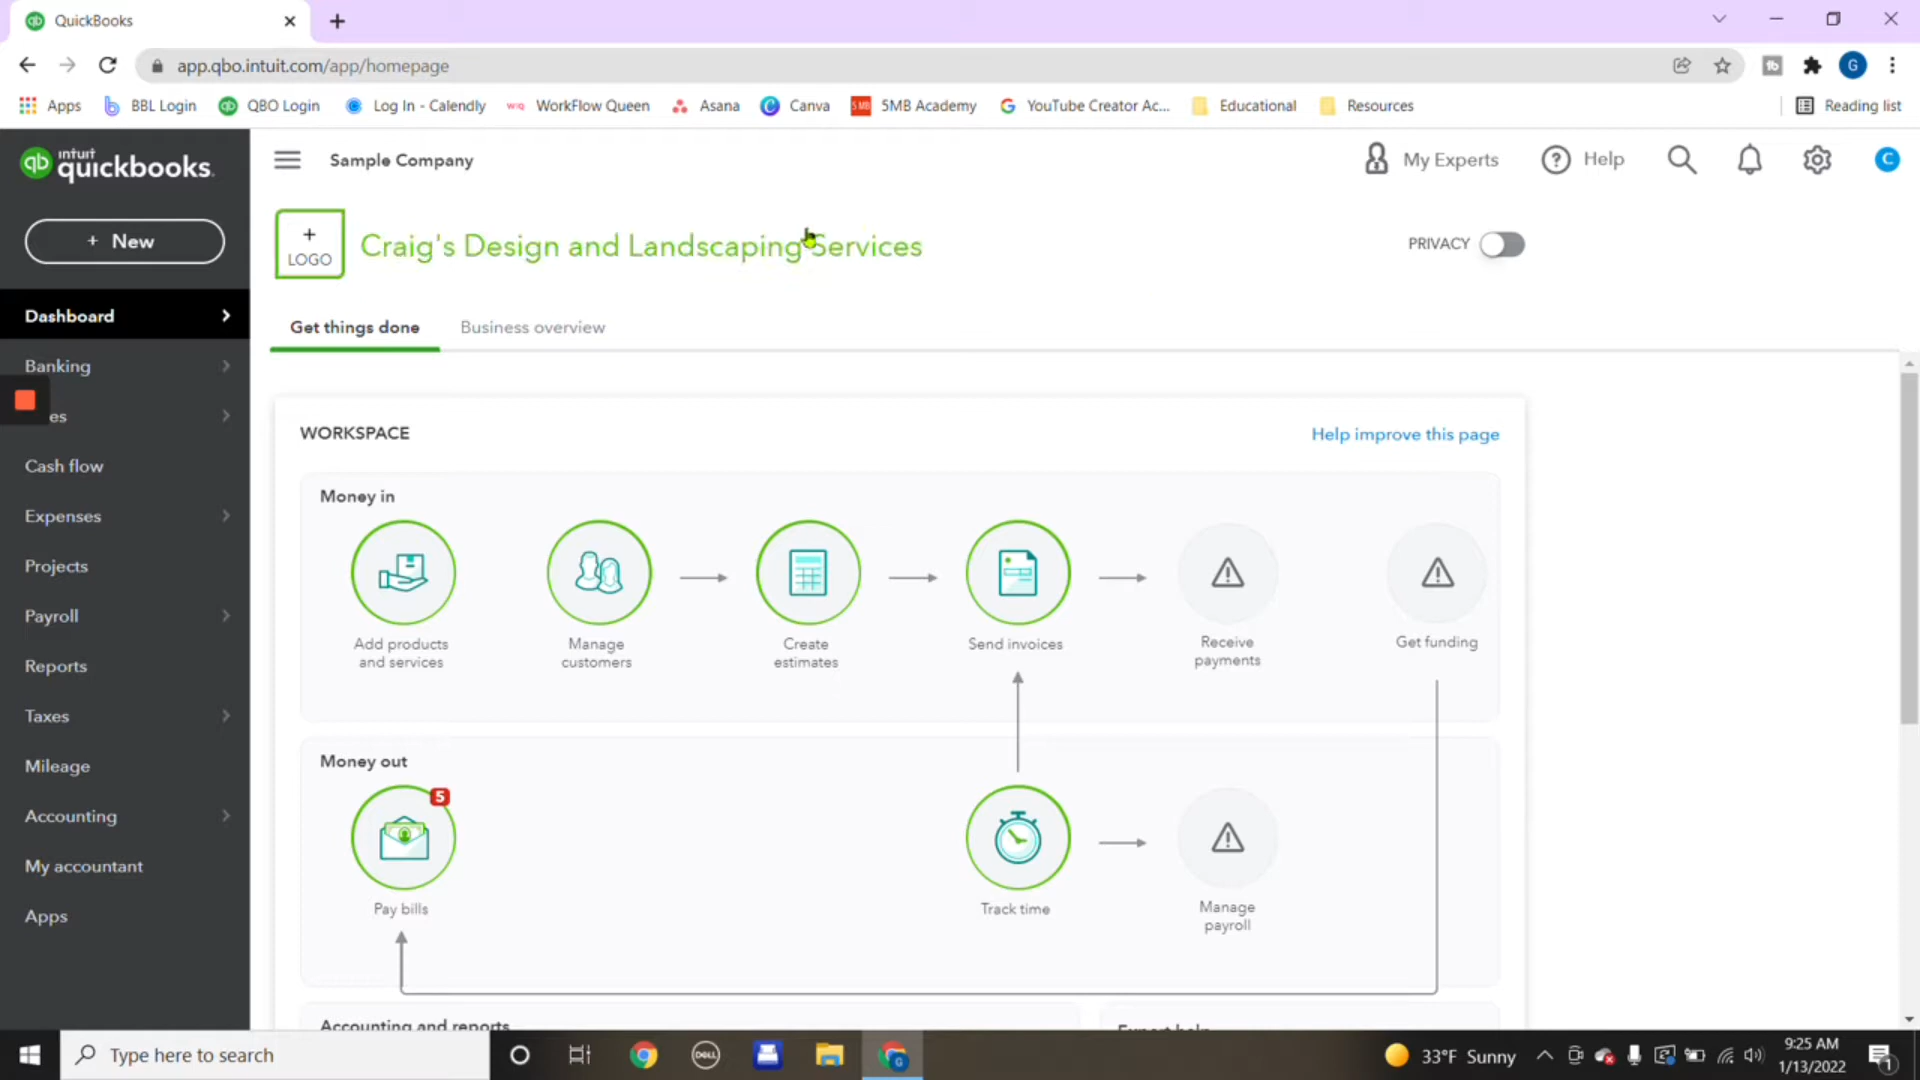 QuickBooks
app.qbo.intuit.com/app/homepage
Apps BBL Login QBO Login Log In - Calendly WorkFlow Queen Asana Canva 5MB Academy YouTube Creator Ac... Educational Resources Reading list
intuit
quickbooks.
Sample Company
My Experts Help
C
+ New
+
LOGO
Craig's Design and Landscaping Services
PRIVACY
Get things done Business overview
Dashboard
Banking
es
Cash flow
Expenses
Projects
Payroll
Reports
Taxes
Mileage
Accounting
My accountant
Apps
WORKSPACE
Help improve this page
Money in
Add products
and services
Manage
customers
Create
estimates
Send invoices
Receive
payments
Get funding
Money out
5
Pay bills
Track time
Manage
payroll
Accounting and reports
Expert help
Type here to search
33°F Sunny
9:25 AM
1/13/2022
1